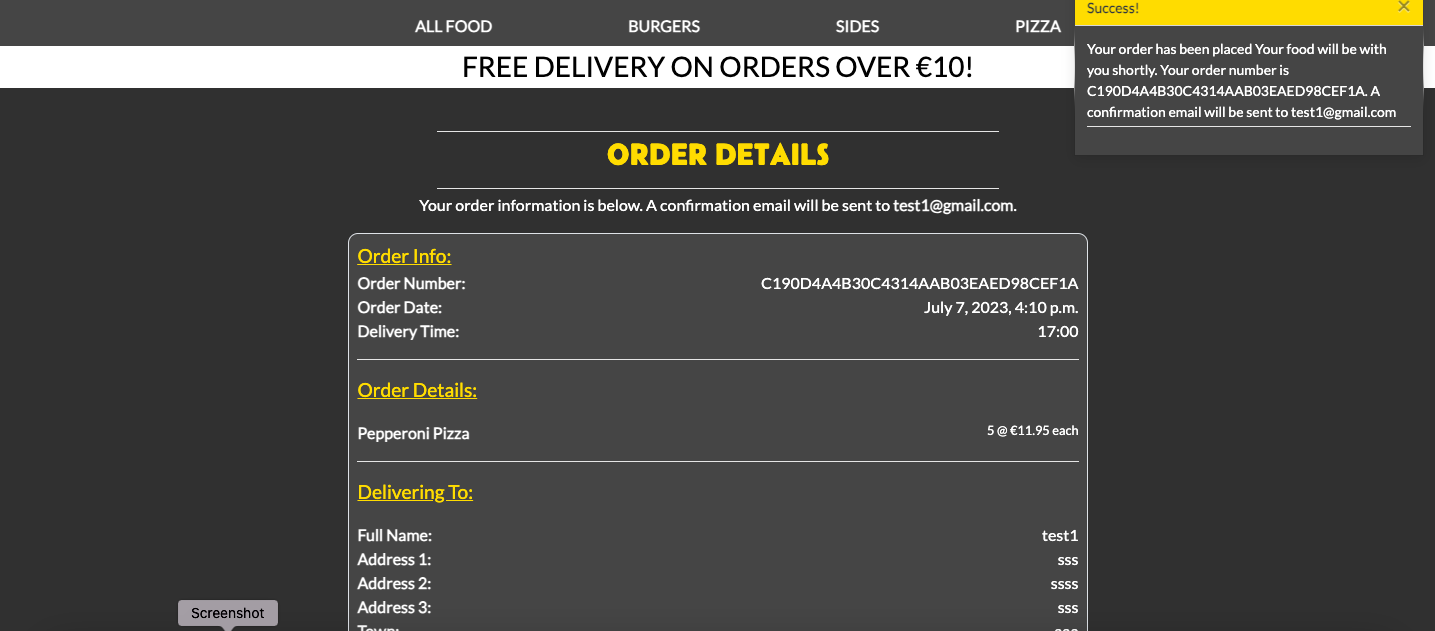 ALL FOOD BURGERS SIDES PIZZA
Success!
Your order has been placed Your food will be with
you shortly. Your order number is
C190D4A4B30C4314AAB03EAED98CEF1A. A
confirmation email will be sent to test1@gmail.com
FREE DELIVERY ON ORDERS OVER €10!
ORDER DETAILS
Your order information is below. A confirmation email will be sent to test1@gmail.com.
Order Info:
Order Number: C190D4A4B30C4314AAB03EAED98CEF1A
Order Date: July 7, 2023, 4:10 p.m.
Delivery Time: 17:00
Order Details:
Pepperoni Pizza 5 @ €11.95 each
Delivering To:
Full Name: test1
Address 1: sss
Address 2: ssss
Address 3: sss
Screenshot